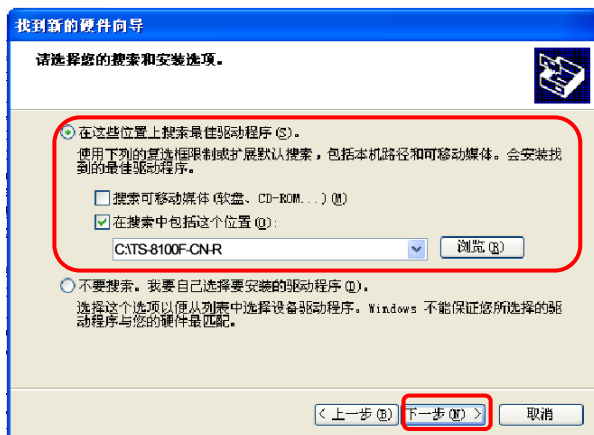 找到新的硬件向导
请选择您的搜索和安装选项。
在这些位置上搜索最佳驱动程序(S)。
使用下列的复选框限制或扩展默认搜索，包括本机路径和可移动媒体。会安装找
到的最佳驱动程序。
搜索可移动媒体(软盘、CD-ROM...)(M)
在搜索中包括这个位置(O):
C:\TS-8100F-CN-R
浏览(R)
不要搜索。我要自己选择要安装的驱动程序(D)。
选择这个选项以便从列表中选择设备驱动程序。Windows 不能保证您所选择的驱
动程序与您的硬件最匹配。
< 上一步(B)
下一步(N) >
取消